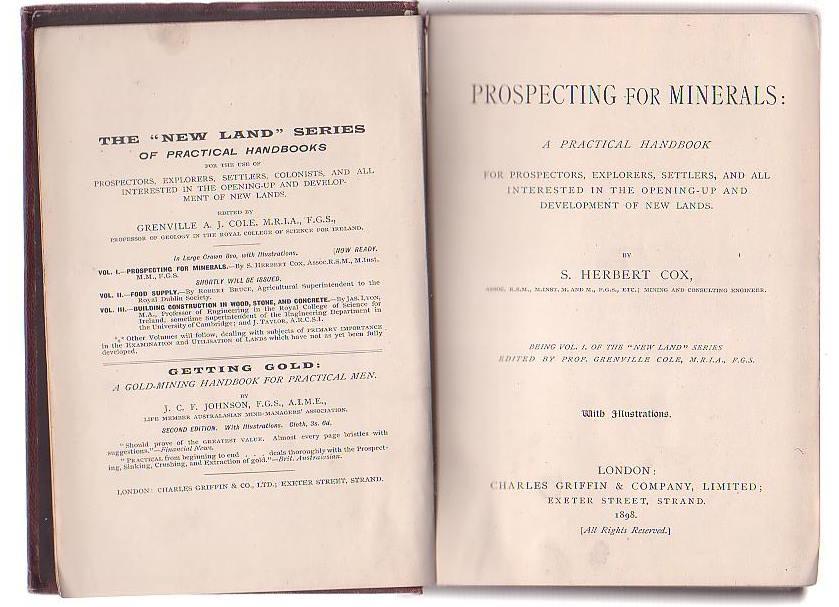 THE "NEW LAND" SERIES
OF PRACTICAL HANDBOOKS
FOR THE USE OF
PROSPECTORS, EXPLORERS, SETTLERS, COLONISTS, AND ALL
INTERESTED IN THE OPENING-UP AND DEVELOP-
MENT OF NEW LANDS.
EDITED BY
GRENVILLE A. J. COLE, M.R.I.A., F.G.S.,
PROFESSOR OF GEOLOGY IN THE ROYAL COLLEGE OF SCIENCE FOR IRELAND.
In Large Crown 8vo, with Illustrations. [NOW READY.
VOL. I.—PROSPECTING FOR MINERALS.—By S. HERBERT COX, Assoc.R.S.M., M.Inst.
M.M., F.G.S.
SHORTLY WILL BE ISSUED.
VOL. II.—FOOD SUPPLY.—By ROBERT BRUCE, Agricultural Superintendent to the
Royal Dublin Society.
VOL. III.—BUILDING CONSTRUCTION IN WOOD, STONE, AND CONCRETE.—By JAS. LYON,
M.A., Professor of Engineering in the Royal College of Science for
Ireland, sometime Superintendent of the Engineering Department in
the University of Cambridge; and J. TAYLOR, A.R.C.S.I.
*** Other Volumes will follow, dealing with subjects of PRIMARY IMPORTANCE
in the EXAMINATION and UTILISATION of LANDS which have not as yet been fully
developed.
GETTING GOLD:
A GOLD-MINING HANDBOOK FOR PRACTICAL MEN.
BY
J. C. F. JOHNSON, F.G.S., A.I.M.E.,
LIFE MEMBER AUSTRALASIAN MINE-MANAGERS' ASSOCIATION.
SECOND EDITION. With Illustrations. Cloth, 3s. 6d.
"Should prove of the GREATEST VALUE. Almost every page bristles with
suggestions."—Financial News.
"PRACTICAL from beginning to end . . . deals thoroughly with the Prospect-
ing, Sinking, Crushing, and Extraction of gold."—Brit. Australasian.
LONDON: CHARLES GRIFFIN & CO., LTD.; EXETER STREET, STRAND.
PROSPECTING FOR MINERALS:
A PRACTICAL HANDBOOK
FOR PROSPECTORS, EXPLORERS, SETTLERS, AND ALL
INTERESTED IN THE OPENING-UP AND
DEVELOPMENT OF NEW LANDS.
BY
S. HERBERT COX,
ASSOC. R.S.M., M.INST. M. AND M., F.G.S., ETC.; MINING AND CONSULTING ENGINEER.
BEING VOL. I. OF THE "NEW LAND" SERIES
EDITED BY PROF. GRENVILLE COLE, M.R.I.A., F.G.S.
With Illustrations.
LONDON:
CHARLES GRIFFIN & COMPANY, LIMITED;
EXETER STREET, STRAND.
1898.
[All Rights Reserved.]